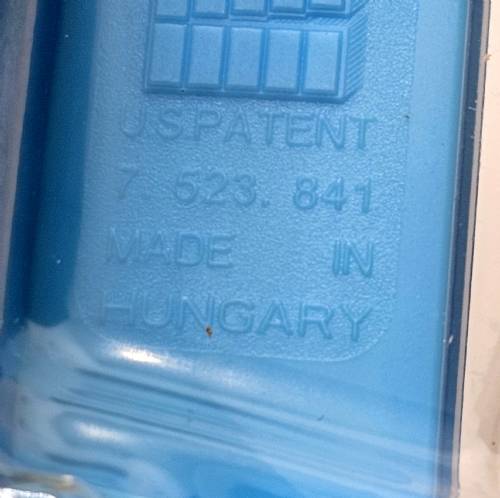 U.S.PATENT
7. 523. 841
MADE IN
HUNGARY